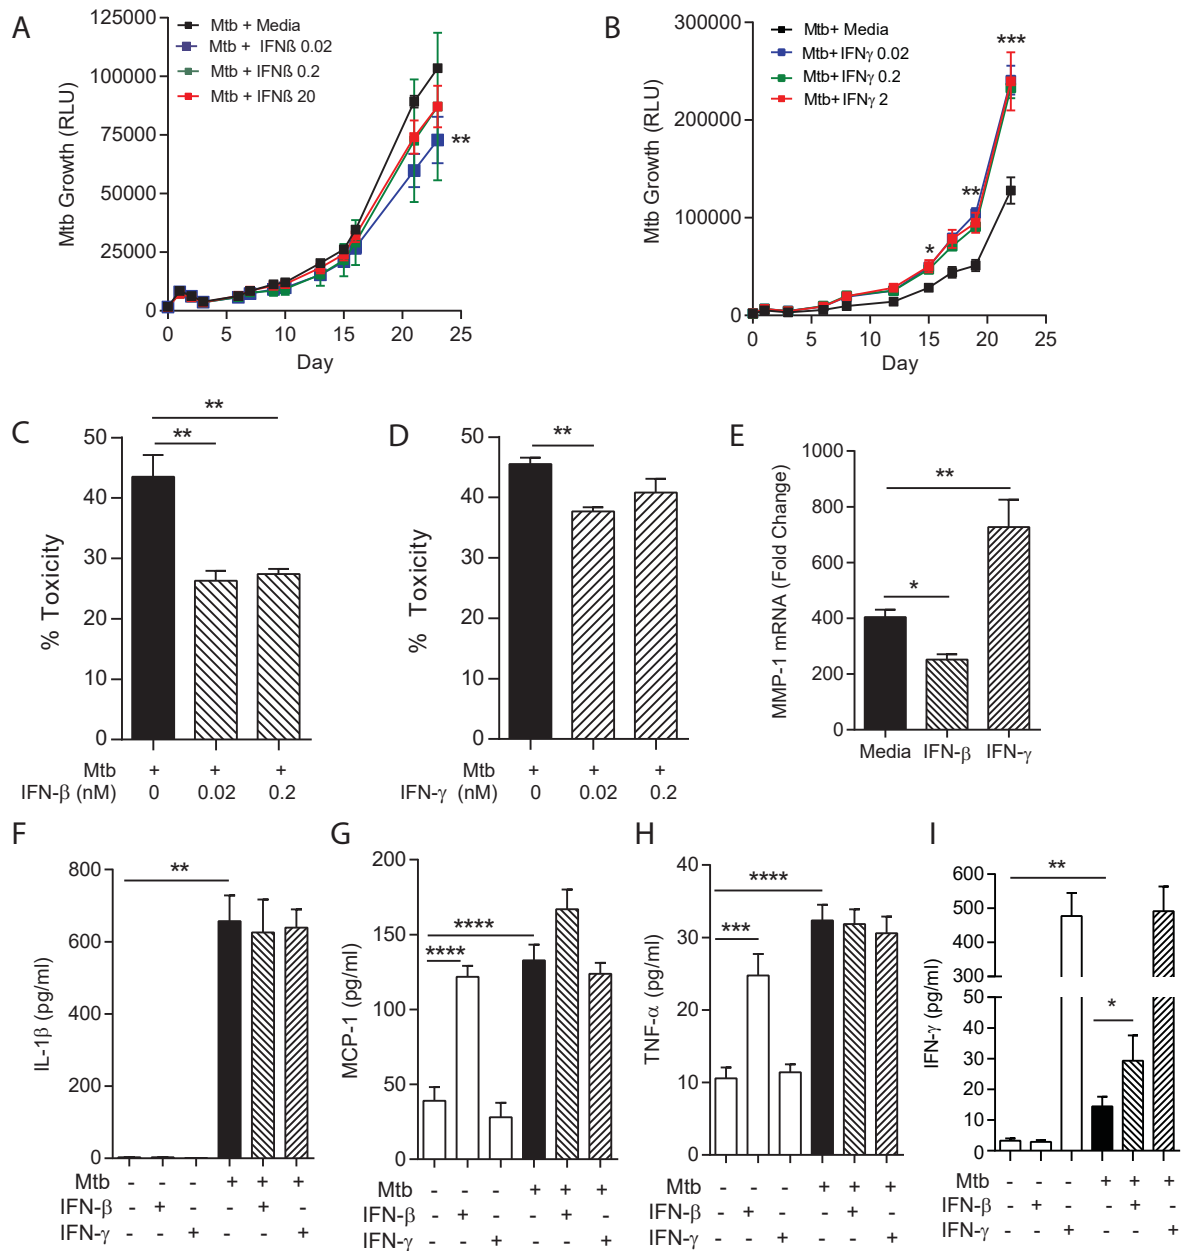 A
Mtb + Media
Mtb + IFNß 0.02
Mtb + IFNß 0.2
Mtb + IFNß 20
Mtb Growth (RLU)
125000
100000
75000
50000
25000
0
**
0 5 10 15 20 25
Day
B
Mtb+ Media
Mtb+ IFNγ 0.02
Mtb+ IFNγ 0.2
Mtb+ IFNγ 2
Mtb Growth (RLU)
300000
200000
100000
0
*
**
***
0 5 10 15 20 25
Day
C
**
**
% Toxicity
50
40
30
20
10
0
Mtb + + +
IFN-β (nM) 0 0.02 0.2
D
**
% Toxicity
50
40
30
20
10
0
Mtb + + +
IFN-γ (nM) 0 0.02 0.2
E
MMP-1 mRNA (Fold Change)
1000
800
600
400
200
0
**
*
Media IFN-β IFN-γ
F
IL-1β (pg/ml)
800
600
400
200
0
**
Mtb - - - + + +
IFN-β - + - - + -
IFN-γ - - + - - +
G
MCP-1 (pg/ml)
200
150
100
50
0
****
****
Mtb - - - + + +
IFN-β - + - - + -
IFN-γ - - + - - +
H
TNF-α (pg/ml)
40
30
20
10
0
****
***
Mtb - - - + + +
IFN-β - + - - + -
IFN-γ - - + - - +
I
IFN-γ (pg/ml)
600
500
400
300
50
40
30
20
10
0
**
*
Mtb - - - + + +
IFN-β - + - - + -
IFN-γ - - + - - +